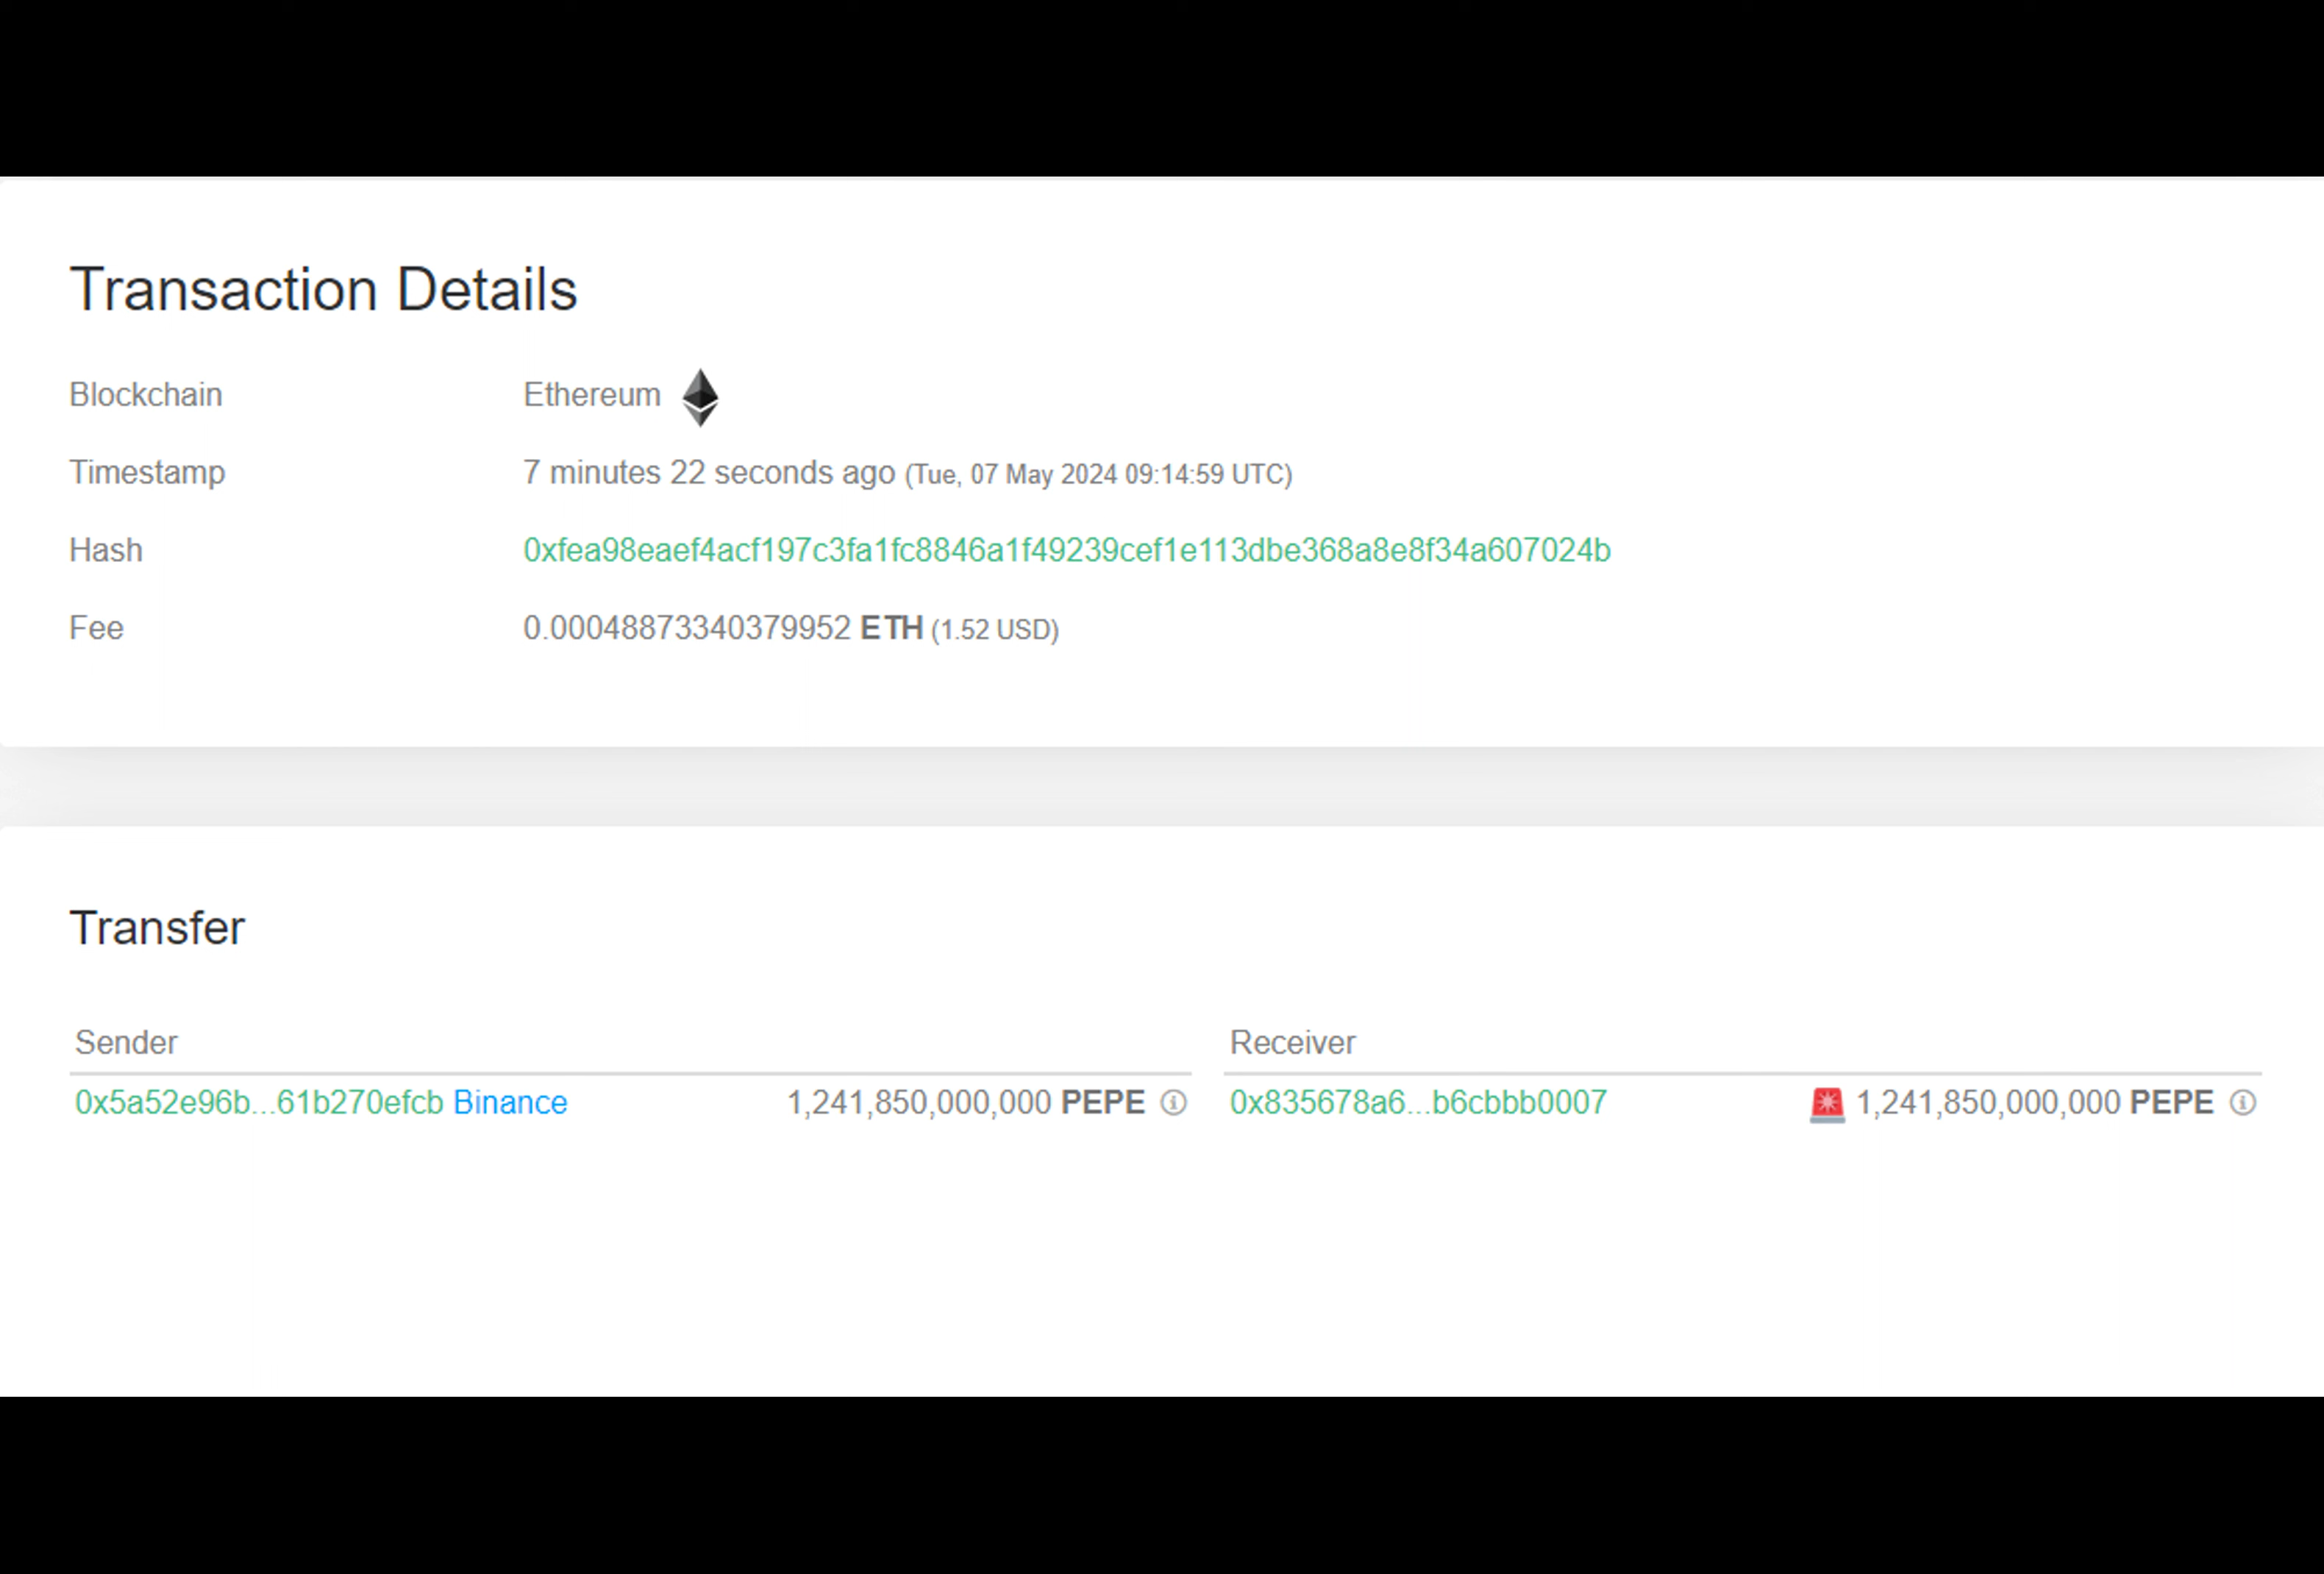 Transaction Details
Blockchain Ethereum
Timestamp 7 minutes 22 seconds ago (Tue, 07 May 2024 09:14:59 UTC)
Hash 0xfea98eaef4acf197c3fa1fc8846a1f49239cef1e113dbe368a8e8f34a607024b
Fee 0.00048873340379952 ETH (1.52 USD)
Transfer
Sender Receiver
0x5a52e96b...61b270efcb Binance 1,241,850,000,000 PEPE 0x835678a6...b6cbbb0007 1,241,850,000,000 PEPE